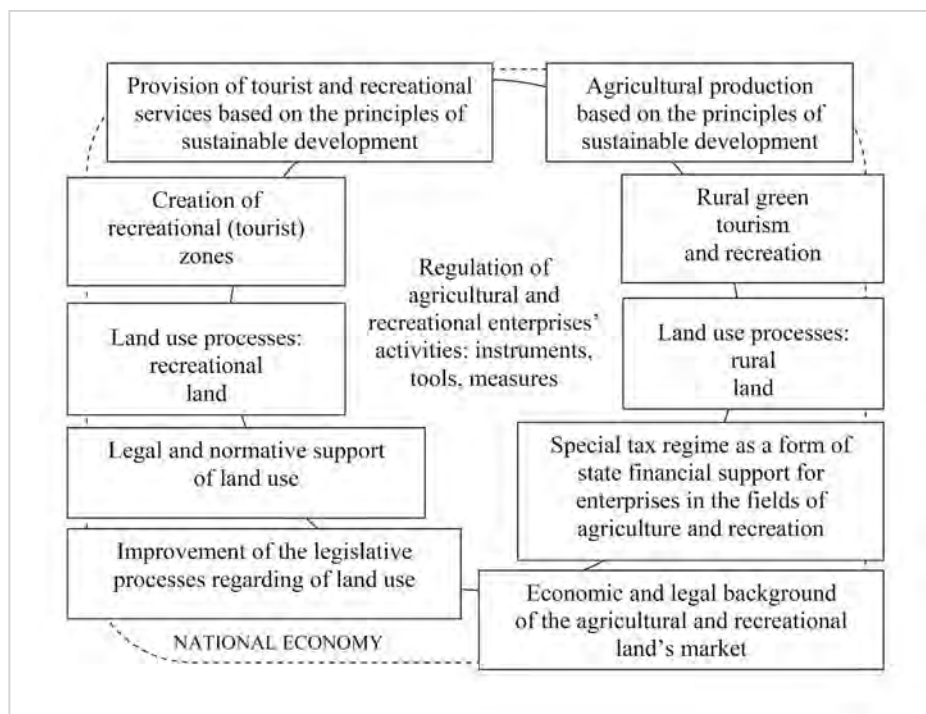 Provision of tourist and recreational
services based on the principles of
sustainable development
Agricultural production
based on the principles of
sustainable development
Creation of
recreational (tourist)
zones
Rural green
tourism
and recreation
Regulation of
agricultural and
recreational enterprises’
activities: instruments,
tools, measures
Land use processes:
recreational
land
Land use processes:
rural
land
Legal and normative support
of land use
Special tax regime as a form of
state financial support for
enterprises in the fields of
agriculture and recreation
Improvement of the legislative
processes regarding of land use
Economic and legal background
of the agricultural and recreational
land’s market
NATIONAL ECONOMY